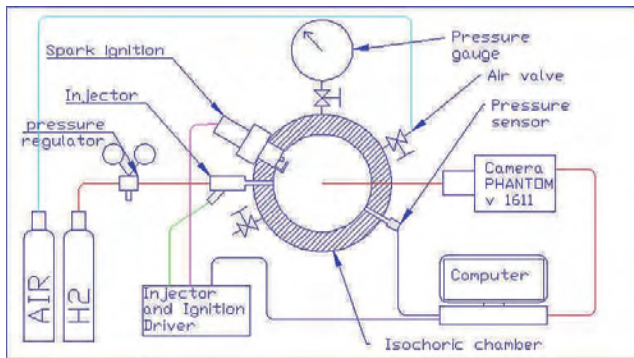 Spark ignition
Pressure
gauge
Air valve
Injector
Pressure
sensor
pressure
regulator
Camera
PHANTOM
v 1611
AIR
H2
Computer
Injector
and Ignition
Driver
Isochoric chamber